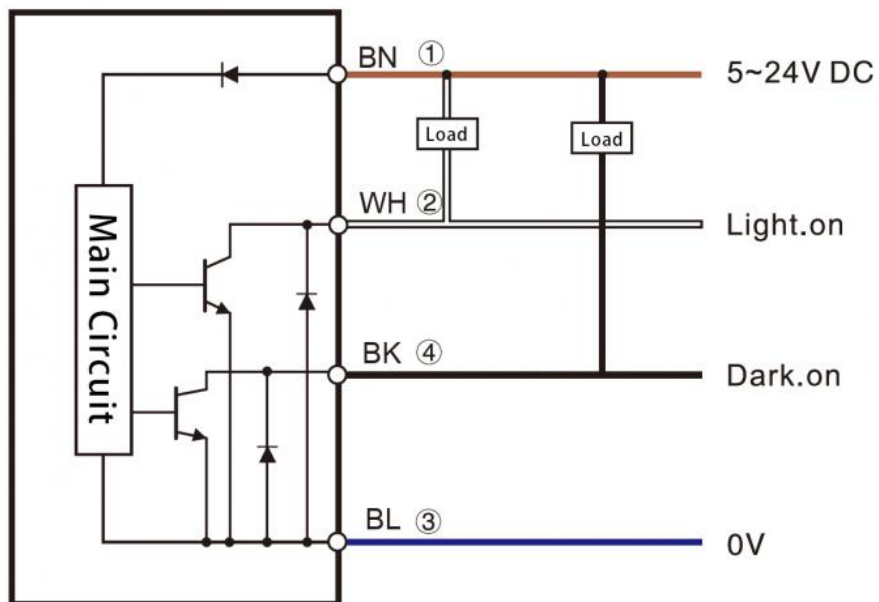 BN ① 5~24V DC
Load Load
WH ② Light.on
Main Circuit
BK ④ Dark.on
BL ③ 0V